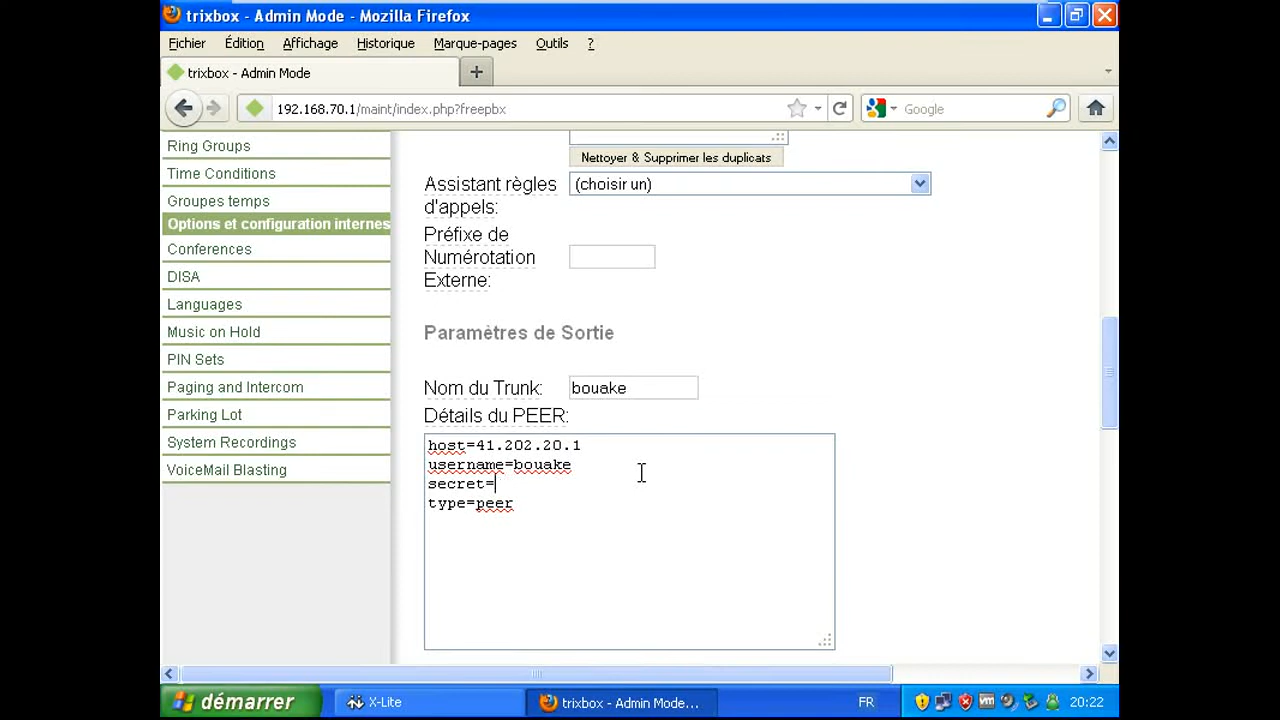 trixbox - Admin Mode - Mozilla Firefox
Fichier Édition Affichage Historique Marque-pages Outils ?
trixbox - Admin Mode
192.168.70.1/maint/index.php?freepbx
Google
Ring Groups
Time Conditions
Groupes temps
Options et configuration internes
Conferences
DISA
Languages
Music on Hold
PIN Sets
Paging and Intercom
Parking Lot
System Recordings
VoiceMail Blasting
Nettoyer & Supprimer les duplicats
Assistant règles
d'appels:
(choisir un)
Préfixe de
Numérotation
Externe:
Paramètres de Sortie
Nom du Trunk: bouake
Détails du PEER:
host=41.202.20.1
username=bouake
secret=
type=peer
démarrer
X-Lite
trixbox - Admin Mode...
FR
20:22